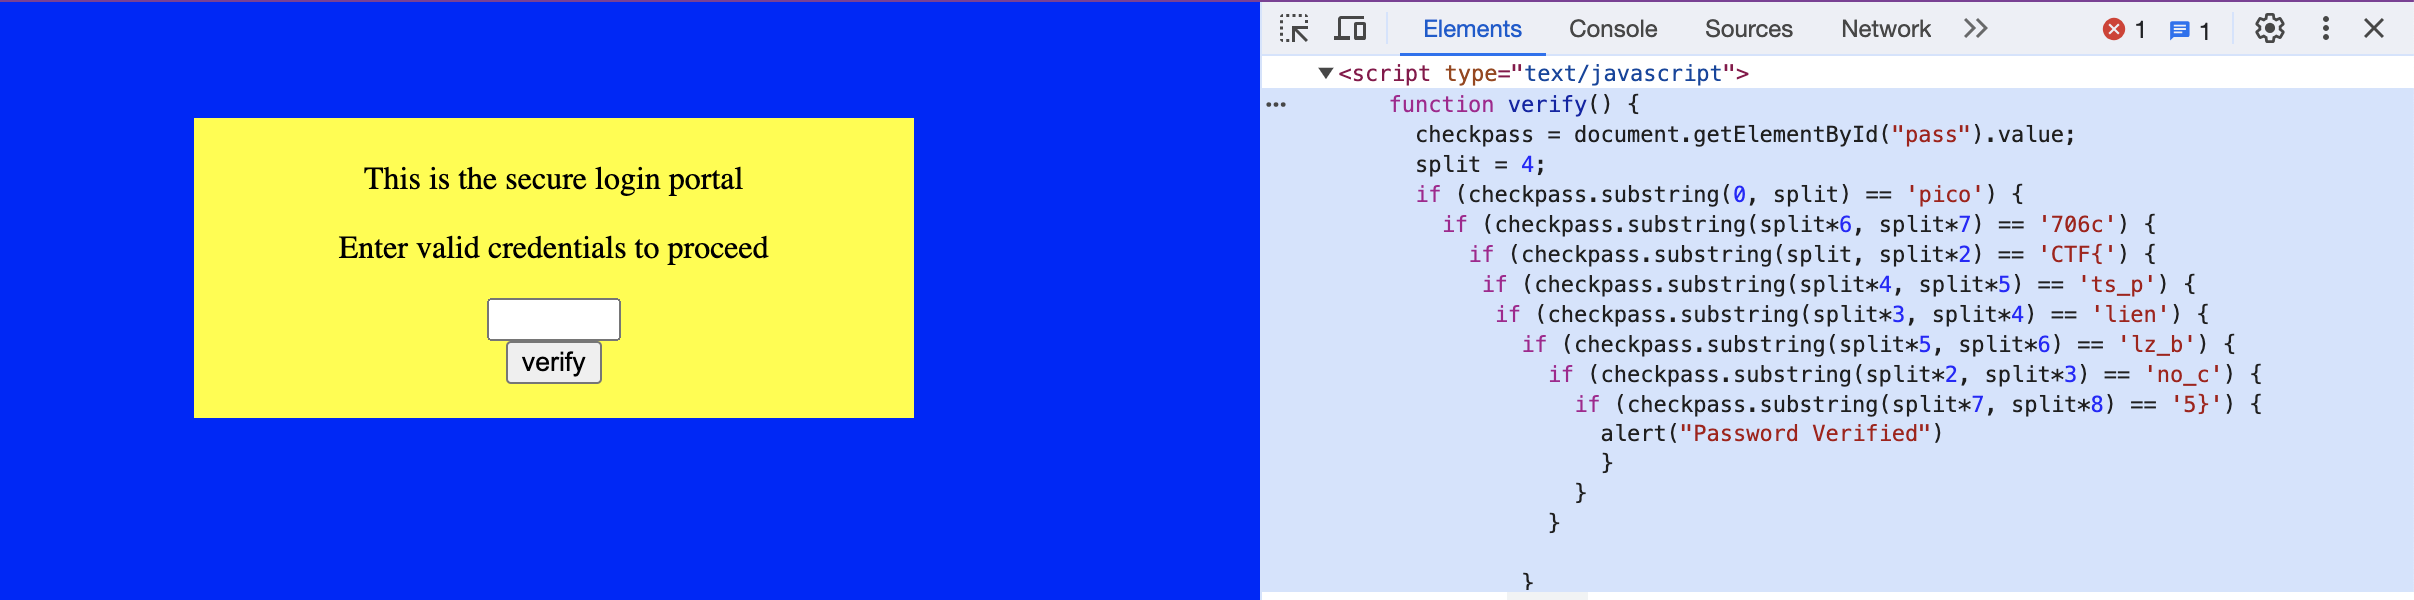 This is the secure login portal
Enter valid credentials to proceed
verify
Elements Console Sources Network 1 1
<script type="text/javascript">
function verify() {
checkpass = document.getElementById("pass").value;
split = 4;
if (checkpass.substring(0, split) == 'pico') {
if (checkpass.substring(split*6, split*7) == '706c') {
if (checkpass.substring(split, split*2) == 'CTF{') {
if (checkpass.substring(split*4, split*5) == 'ts_p') {
if (checkpass.substring(split*3, split*4) == 'lien') {
if (checkpass.substring(split*5, split*6) == 'lz_b') {
if (checkpass.substring(split*2, split*3) == 'no_c') {
if (checkpass.substring(split*7, split*8) == '5}') {
alert("Password Verified")
}
}
}
}